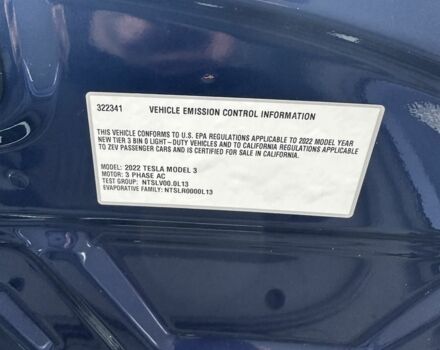 322341 VEHICLE EMISSION CONTROL INFORMATION
THIS VEHICLE CONFORMS TO U.S. EPA REGULATIONS APPLICABLE TO 2022 MODEL YEAR
NEW TIER 3 BIN 0 LIGHT-DUTY VEHICLES AND TO CALIFORNIA REGULATIONS APPLICABLE
TO ZEV PASSENGER CARS AND IS CERTIFIED FOR SALE IN CALIFORNIA.
MODEL: 2022 TESLA MODEL 3
MOTOR: 3 PHASE AC
TEST GROUP: NTSLV00.0L13
EVAPORATIVE FAMILY: NTSLR0000L13